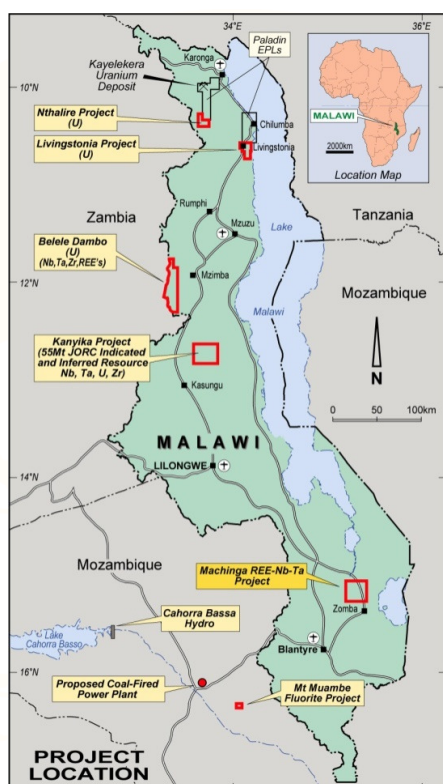 34°E
36°E
Karonga
Paladin
EPLs
10°S
Kayelekera
Uranium
Deposit
Nthalire Project
(U)
Chilumba
Livingstonia Project
(U)
Livingstonia
MALAWI
2000km
Location Map
Rumphi
Mzuzu
Zambia
Lake
Tanzania
Belele Dambo (U)
(Nb,Ta,Zr,REE's)
Mzimba
12°S
Malawi
Mozambique
Kanyika Project
(55Mt JORC Indicated
and Inferred Resource
Nb, Ta, U, Zr)
N
Kasungu
0 50 100km
MALAWI
LILONGWE
14°S
Mozambique
Machinga REE-Nb-Ta
Project
Cahorra Bassa
Hydro
Zomba
Lake
Cahorra Basso
Blantyre
16°S
Proposed Coal-Fired
Power Plant
Mt Muambe
Fluorite Project
PROJECT
LOCATION